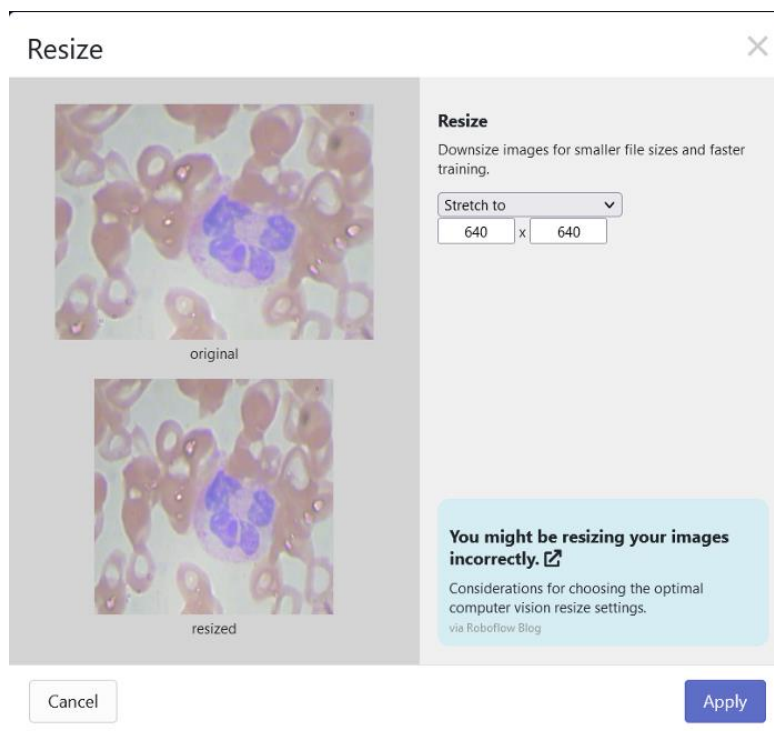 Resize
original
resized
Resize
Downsize images for smaller file sizes and faster
training.
Stretch to
640 x 640
You might be resizing your images
incorrectly.
Considerations for choosing the optimal
computer vision resize settings.
via Roboflow Blog
Cancel
Apply